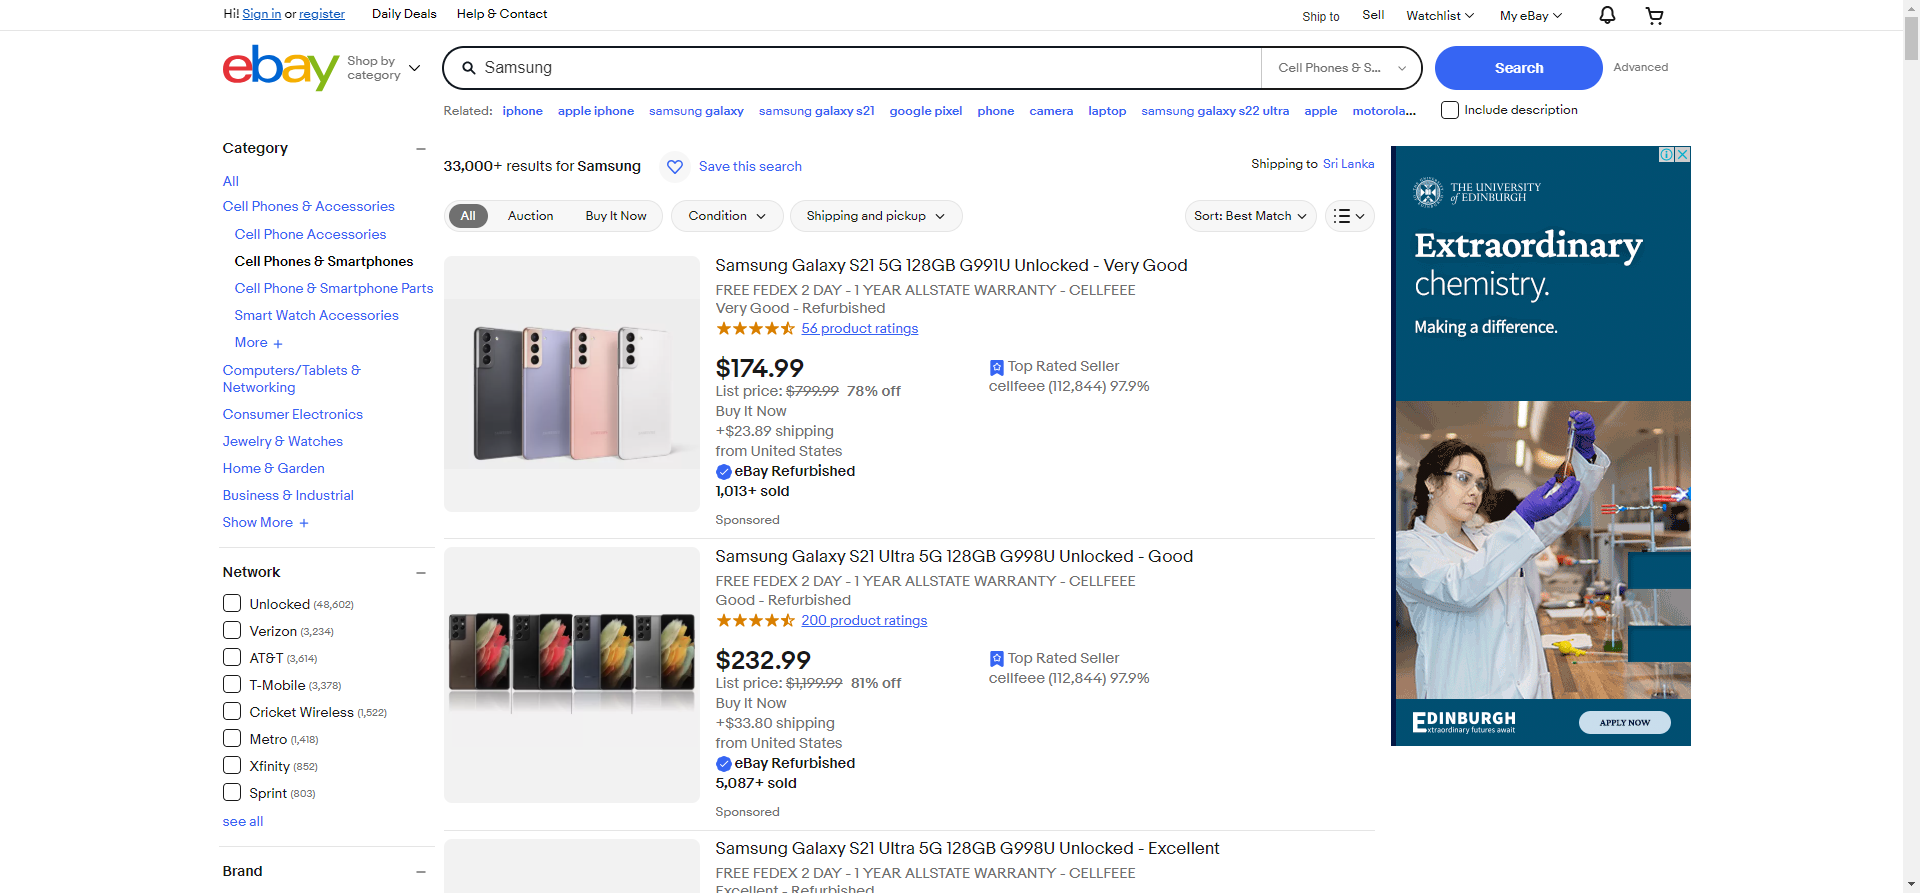 Hi! Sign in or register
Daily Deals
Help & Contact
Ship to
Sell
Watchlist
My eBay
ebay
Shop by
category
Samsung
Cell Phones & S...
Search
Advanced
Related: iphone apple iphone samsung galaxy samsung galaxy s21 google pixel phone camera laptop samsung galaxy s22 ultra apple motorola...
Include description
Category
All
Cell Phones & Accessories
Cell Phone Accessories
Cell Phones & Smartphones
Cell Phone & Smartphone Parts
Smart Watch Accessories
More +
Computers/Tablets &
Networking
Consumer Electronics
Jewelry & Watches
Home & Garden
Business & Industrial
Show More +
Network
Unlocked (48,602)
Verizon (3,234)
AT&T (3,614)
T-Mobile (3,378)
Cricket Wireless (1,522)
Metro (1,418)
Xfinity (852)
Sprint (803)
see all
Brand
33,000+ results for Samsung
Save this search
Shipping to Sri Lanka
All
Auction
Buy It Now
Condition
Shipping and pickup
Sort: Best Match
Samsung Galaxy S21 5G 128GB G991U Unlocked - Very Good
FREE FEDEX 2 DAY - 1 YEAR ALLSTATE WARRANTY - CELLFEEE
Very Good - Refurbished
56 product ratings
$174.99
List price: $799.99 78% off
Buy It Now
+$23.89 shipping
from United States
eBay Refurbished
1,013+ sold
Sponsored
Top Rated Seller
cellfeee (112,844) 97.9%
Samsung Galaxy S21 Ultra 5G 128GB G998U Unlocked - Good
FREE FEDEX 2 DAY - 1 YEAR ALLSTATE WARRANTY - CELLFEEE
Good - Refurbished
200 product ratings
$232.99
List price: $1,199.99 81% off
Buy It Now
+$33.80 shipping
from United States
eBay Refurbished
5,087+ sold
Sponsored
Top Rated Seller
cellfeee (112,844) 97.9%
Samsung Galaxy S21 Ultra 5G 128GB G998U Unlocked - Excellent
FREE FEDEX 2 DAY - 1 YEAR ALLSTATE WARRANTY - CELLFEEE
Excellent - Refurbished
THE UNIVERSITY
of EDINBURGH
Extraordinary
chemistry.
Making a difference.
EDINBURGH
Extraordinary futures await
APPLY NOW